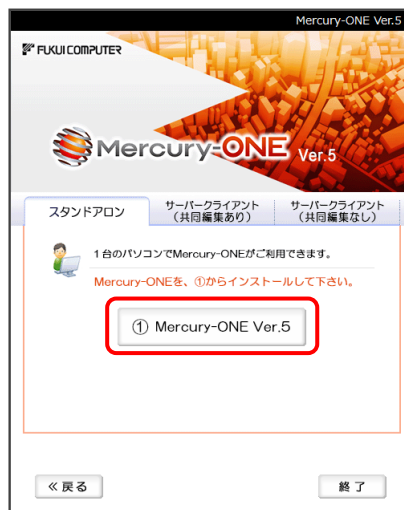 Mercury-ONE Ver.5
FUKUI COMPUTER
Mercury-ONE Ver.5
スタンドアロン
サーバークライアント
（共同編集あり）
サーバークライアント
（共同編集なし）
1台のパソコンでMercury-ONEがご利用できます。
Mercury-ONEを、①からインストールして下さい。
① Mercury-ONE Ver.5
≪戻る
終了